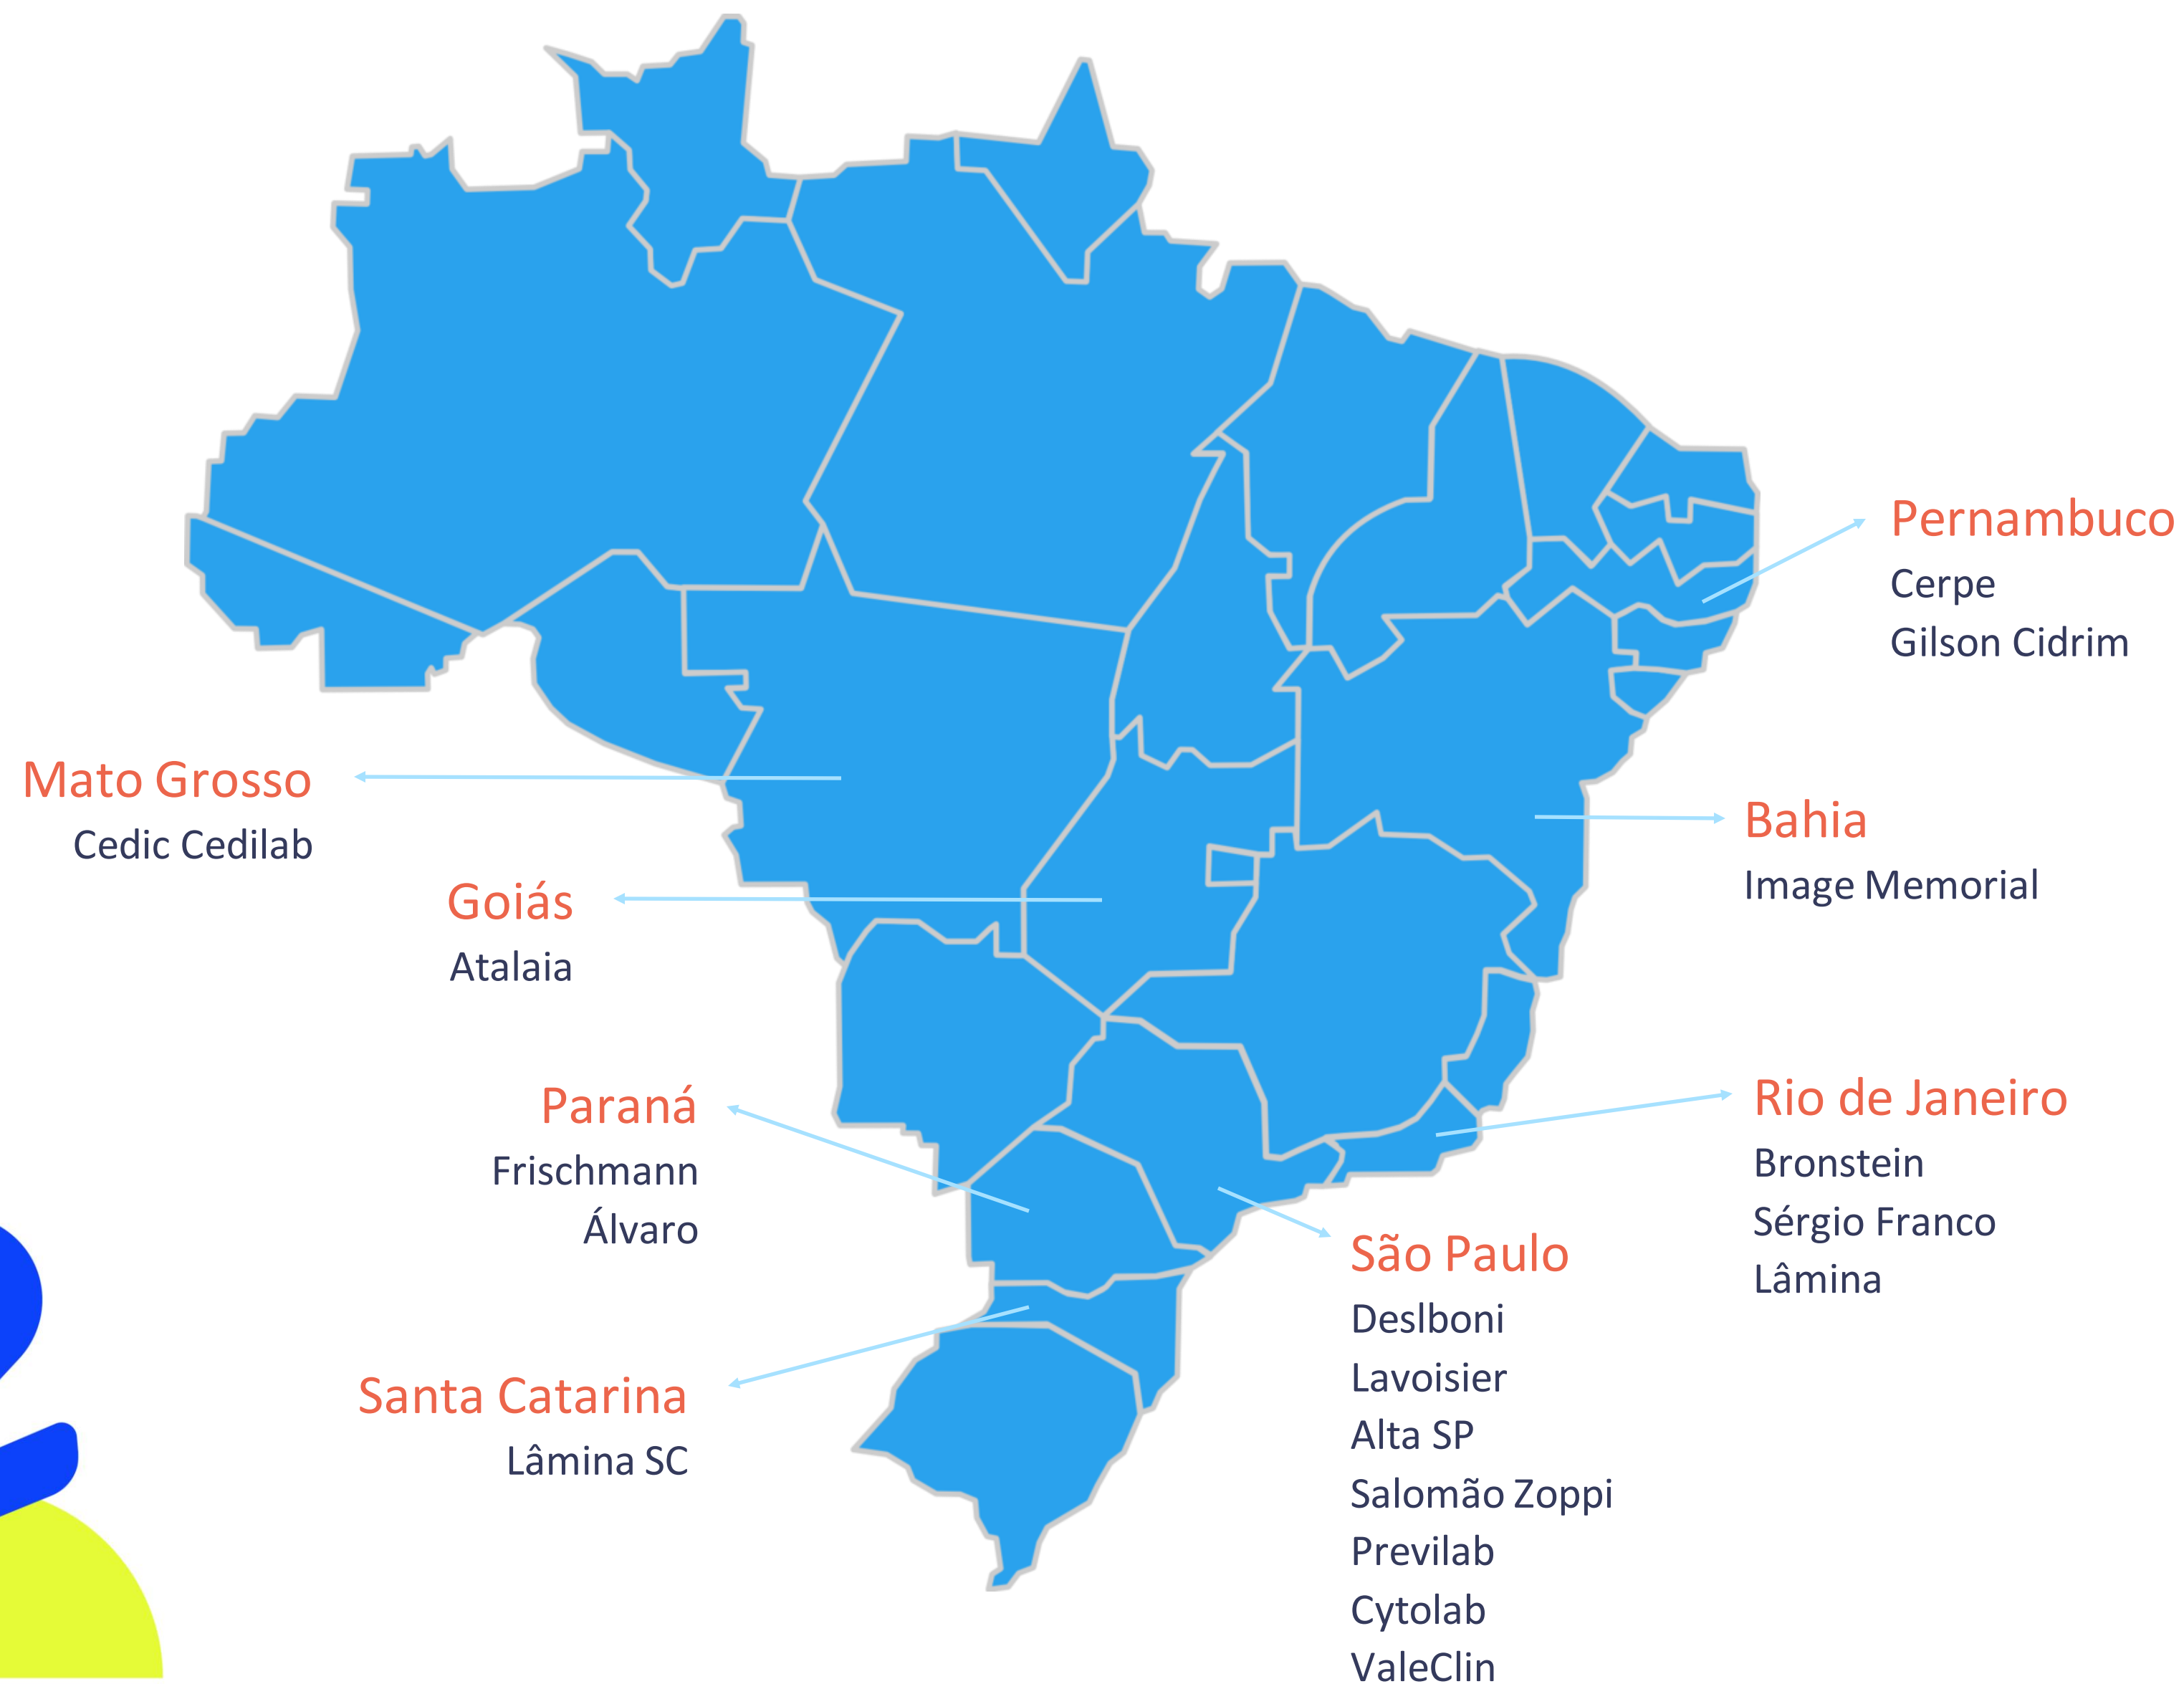 Pernambuco
Cerpe
Gilson Cidrim
Mato Grosso
Cedic Cedilab
Bahia
Image Memorial
Goiás
Atalaia
Paraná
Frischmann
Álvaro
Rio de Janeiro
Bronstein
Sérgio Franco
Lâmina
São Paulo
Deslboni
Lavoisier
Alta SP
Salomão Zoppi
Previlab
Cytolab
ValeClin
Santa Catarina
Lâmina SC